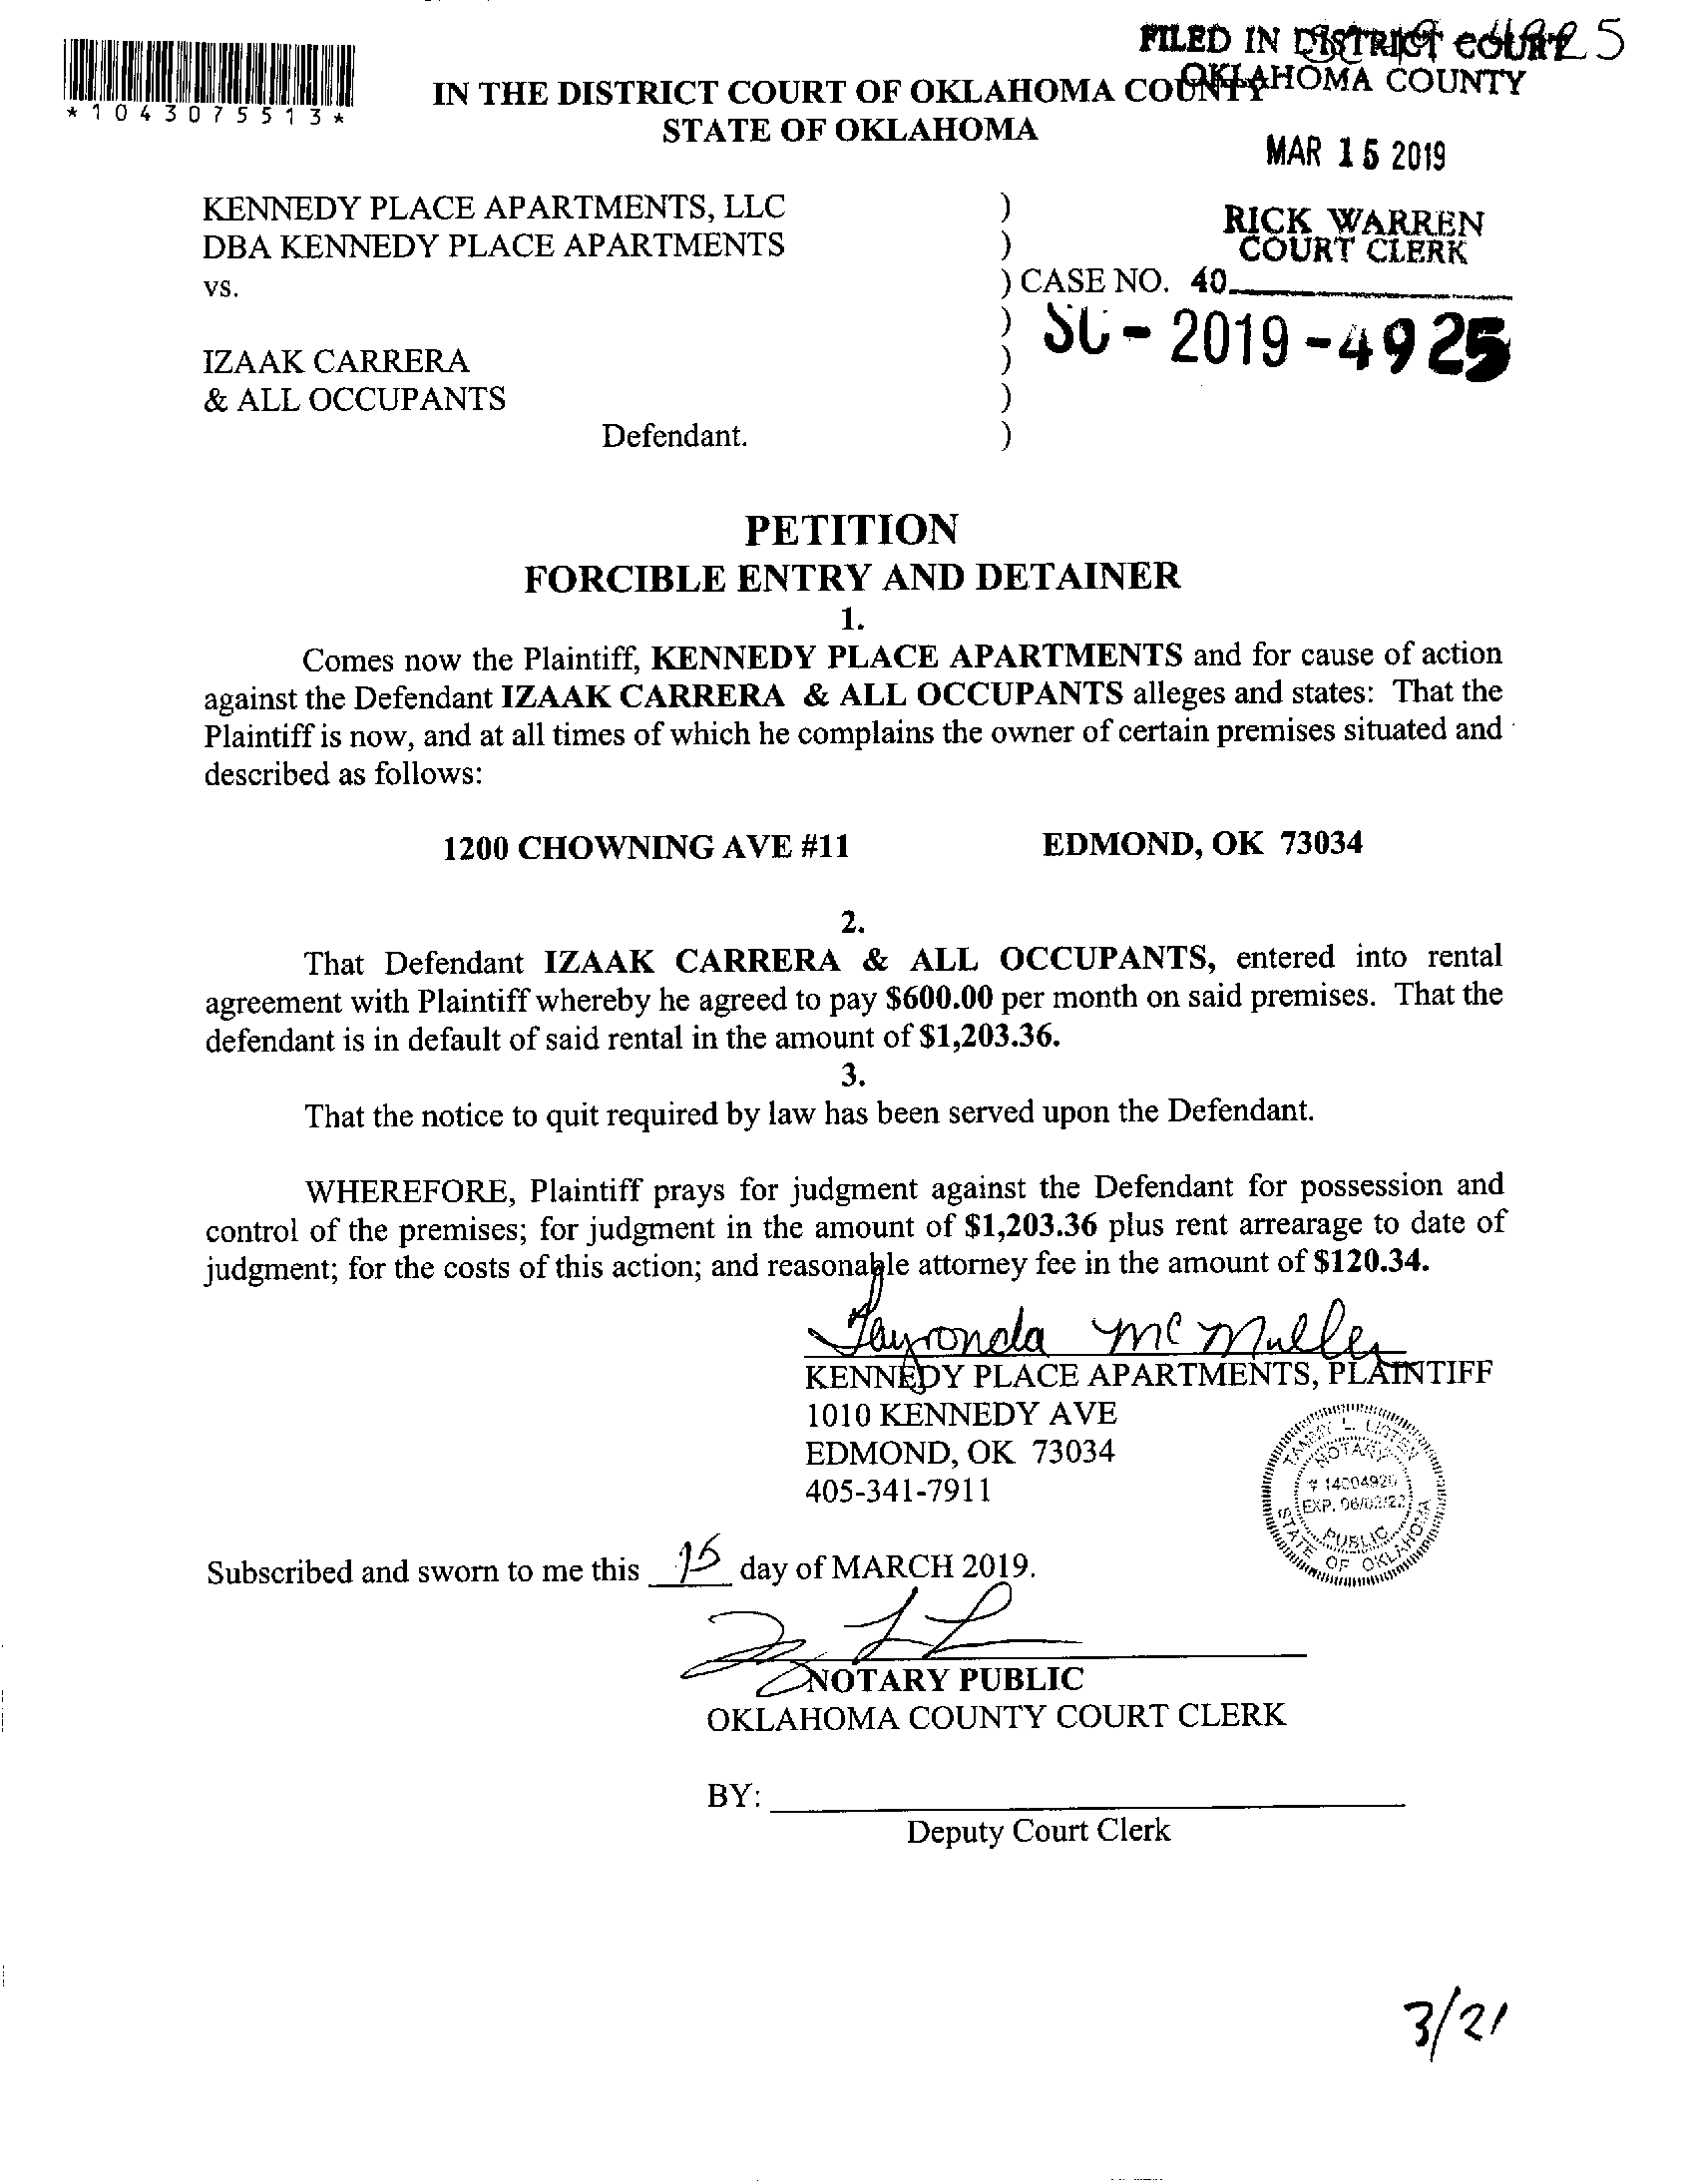 FILED IN DISTRICT COURT
OKLAHOMA COUNTY
*1043075513*
IN THE DISTRICT COURT OF OKLAHOMA COUNTY
STATE OF OKLAHOMA
MAR 15 2019
RICK WARREN
COURT CLERK
KENNEDY PLACE APARTMENTS, LLC )
DBA KENNEDY PLACE APARTMENTS )
vs. ) CASE NO. 40
) SC-2019-4925
IZAAK CARRERA )
& ALL OCCUPANTS )
Defendant. )
PETITION
FORCIBLE ENTRY AND DETAINER
1.
Comes now the Plaintiff, KENNEDY PLACE APARTMENTS and for cause of action
against the Defendant IZAAK CARRERA & ALL OCCUPANTS alleges and states: That the
Plaintiff is now, and at all times of which he complains the owner of certain premises situated and
described as follows:
1200 CHOWNING AVE #11 EDMOND, OK 73034
2.
That Defendant IZAAK CARRERA & ALL OCCUPANTS, entered into rental
agreement with Plaintiff whereby he agreed to pay $600.00 per month on said premises. That the
defendant is in default of said rental in the amount of $1,203.36.
3.
That the notice to quit required by law has been served upon the Defendant.
WHEREFORE, Plaintiff prays for judgment against the Defendant for possession and
control of the premises; for judgment in the amount of $1,203.36 plus rent arrearage to date of
judgment; for the costs of this action; and reasonable attorney fee in the amount of $120.34.
Tayronda McMullen
KENNEDY PLACE APARTMENTS, PLAINTIFF
1010 KENNEDY AVE
EDMOND, OK 73034
405-341-7911
TAMMY L.
NOTARY
# 14004920
EXP. 06/02/22
PUBLIC
STATE OF OKLAHOMA
Subscribed and sworn to me this 15 day of MARCH 2019.
NOTARY PUBLIC
OKLAHOMA COUNTY COURT CLERK
BY:
Deputy Court Clerk
3/21